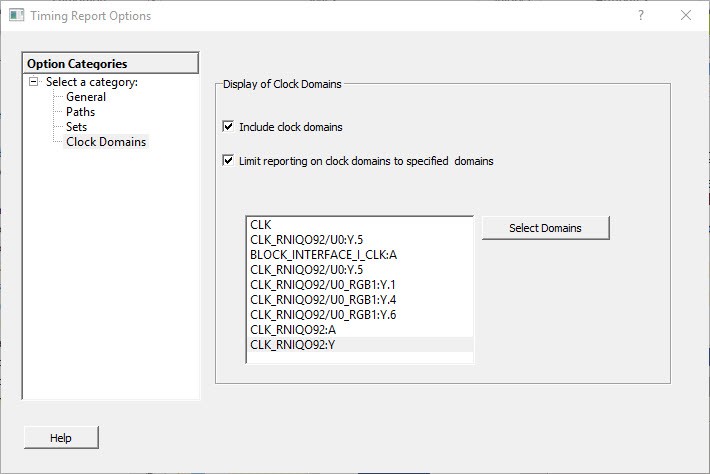 Timing Report Options
Option Categories
Select a category:
General
Paths
Sets
Clock Domains
Display of Clock Domains
Include clock domains
Limit reporting on clock domains to specified domains
CLK
CLK_RNIQO92/U0:Y.5
BLOCK_INTERFACE_I_CLK:A
CLK_RNIQO92/U0:Y.5
CLK_RNIQO92/U0_RGB1:Y.1
CLK_RNIQO92/U0_RGB1:Y.4
CLK_RNIQO92/U0_RGB1:Y.6
CLK_RNIQO92:A
CLK_RNIQO92:Y
Select Domains
Help